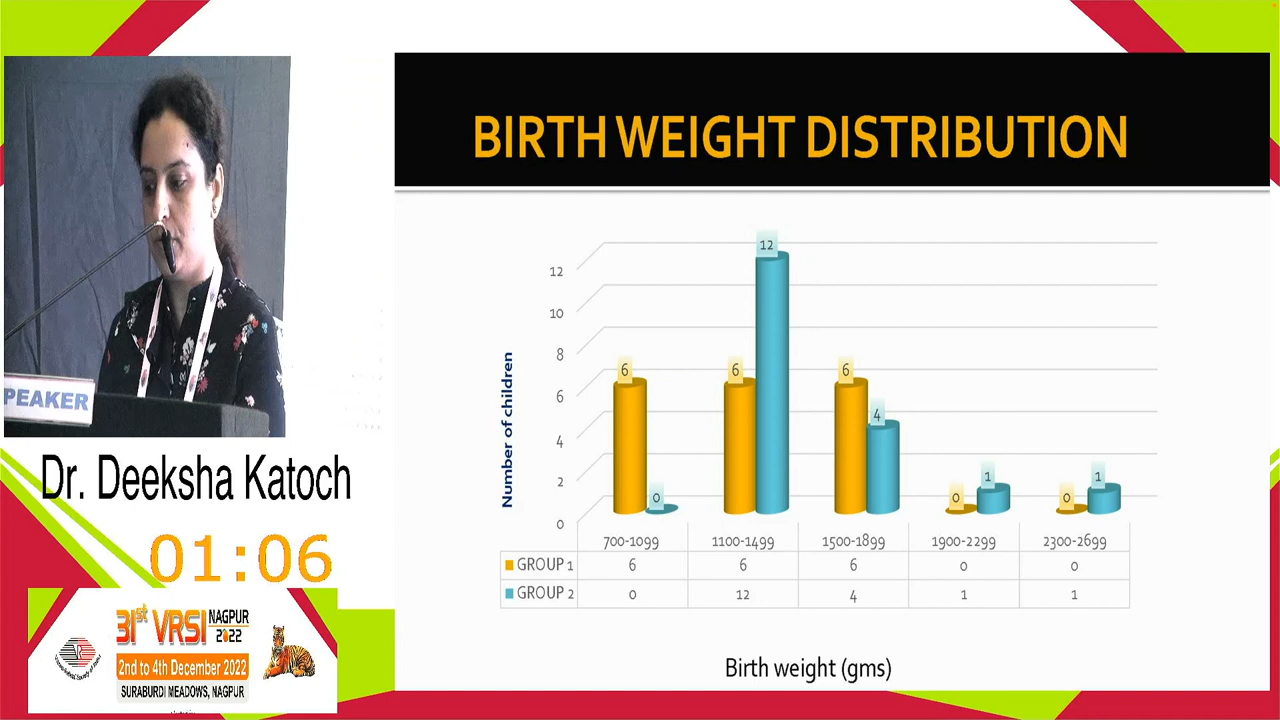 BIRTH WEIGHT DISTRIBUTION
12
10
8
6
4
2
0
Number of children
6
0
6
12
6
4
0
1
0
1
700-1099 1100-1499 1500-1899 1900-2299 2300-2699
GROUP 1 6 6 6 0 0
GROUP 2 0 12 4 1 1
Birth weight (gms)
PEAKER
Dr. Deeksha Katoch
01:06
31st VRSI NAGPUR 2022
2nd to 4th December 2022
SURABURDI MEADOWS, NAGPUR